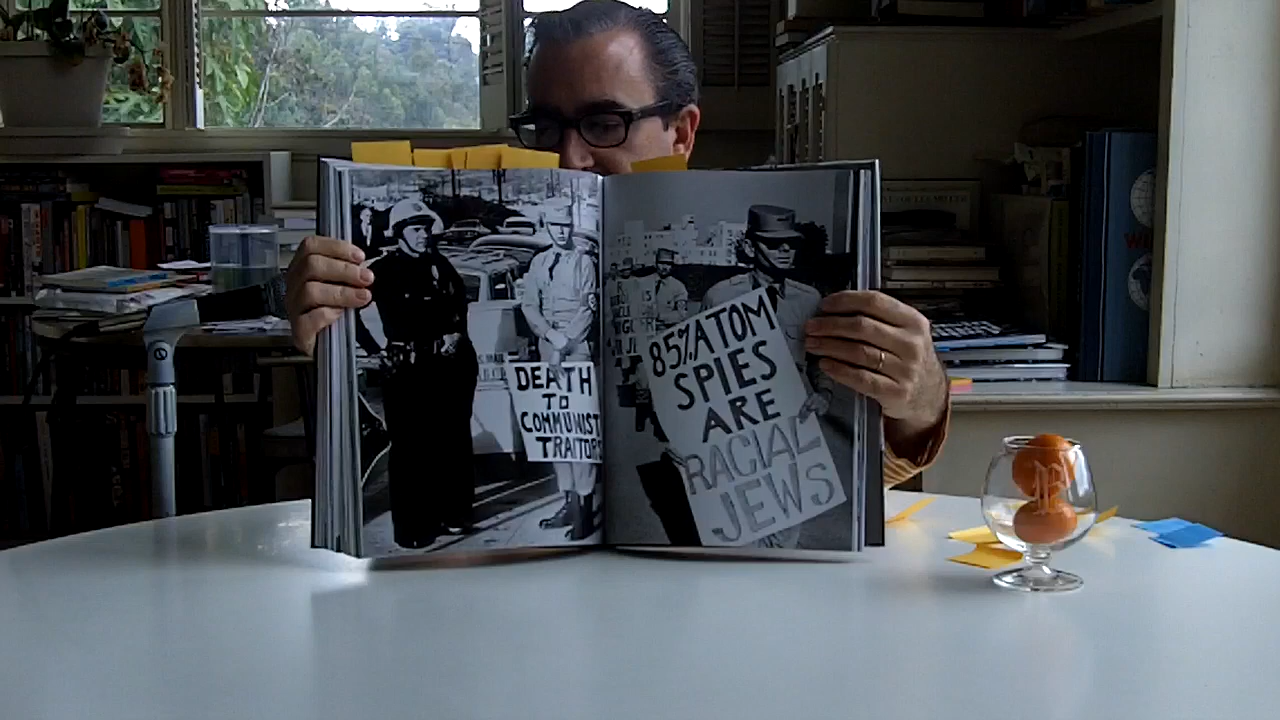 DEATH
TO
COMMUNIST
TRAITORS
85% ATOM
SPIES
ARE
RACIAL
JEWS